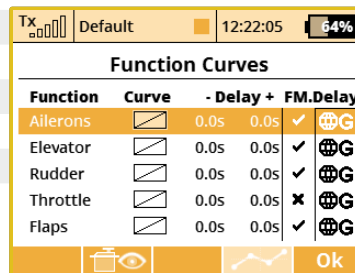 Tx Default 12:22:05 64%
Function Curves
Function Curve - Delay + FM.Delay
Ailerons 0.0s 0.0s G
Elevator 0.0s 0.0s G
Rudder 0.0s 0.0s G
Throttle 0.0s 0.0s G
Flaps 0.0s 0.0s G
Ok